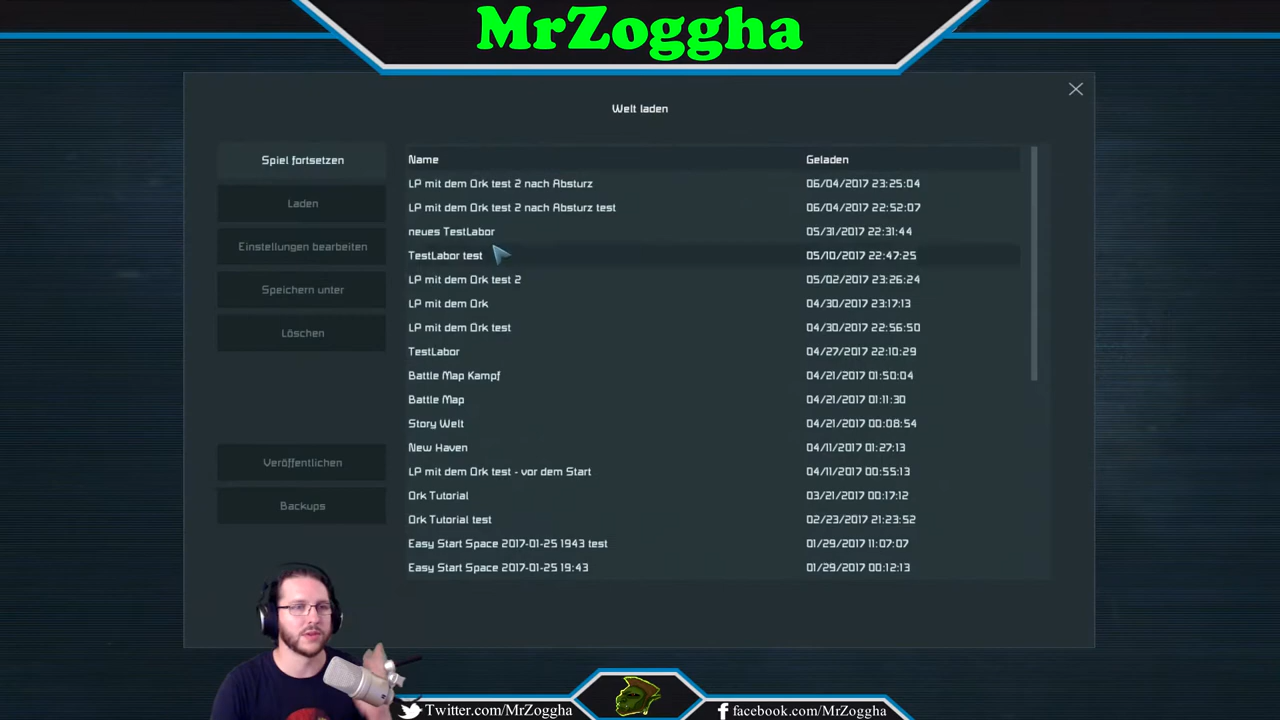 MrZoggha
Welt laden
Spiel fortsetzen
Laden
Einstellungen bearbeiten
Speichern unter
Löschen
Veröffentlichen
Backups
Name Geladen
LP mit dem Ork test 2 nach Absturz 06/04/2017 23:25:04
LP mit dem Ork test 2 nach Absturz test 06/04/2017 22:52:07
neues TestLabor 05/31/2017 22:31:44
TestLabor test 05/10/2017 22:47:25
LP mit dem Ork test 2 05/02/2017 23:26:24
LP mit dem Ork 04/30/2017 23:17:13
LP mit dem Ork test 04/30/2017 22:56:50
TestLabor 04/27/2017 22:10:29
Battle Map Kampf 04/21/2017 01:50:04
Battle Map 04/21/2017 01:11:30
Story Welt 04/21/2017 00:08:54
New Haven 04/11/2017 01:27:13
LP mit dem Ork test - vor dem Start 04/11/2017 00:55:13
Ork Tutorial 03/21/2017 00:17:12
Ork Tutorial test 02/23/2017 21:23:52
Easy Start Space 2017-01-25 1943 test 01/29/2017 11:07:07
Easy Start Space 2017-01-25 19:43 01/29/2017 00:12:13
Twitter.com/MrZoggha
facebook.com/MrZoggha